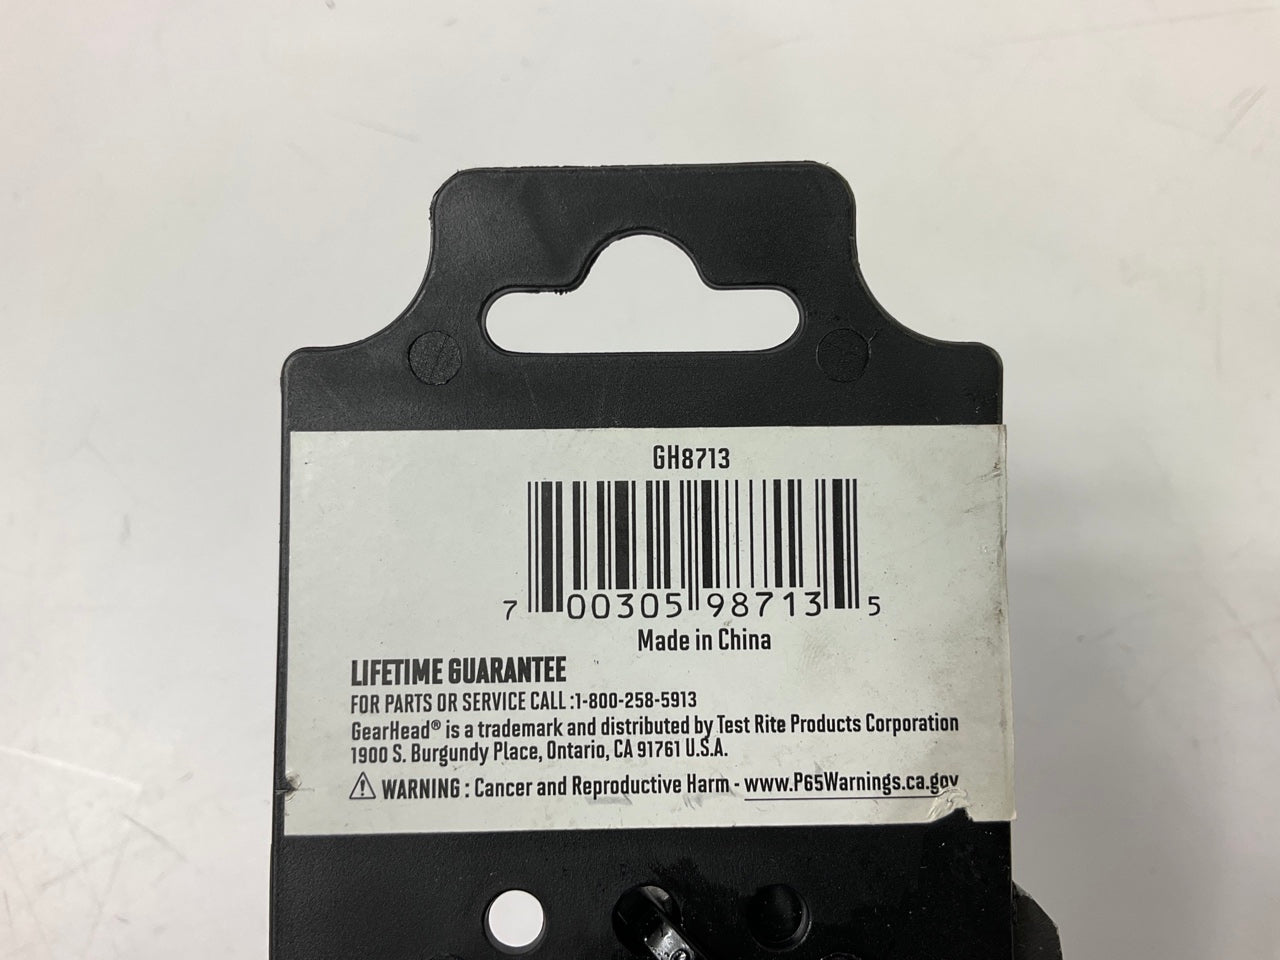 GH8713
7 00305 98713 5
Made in China
LIFETIME GUARANTEE
FOR PARTS OR SERVICE CALL :1-800-258-5913
GearHead® is a trademark and distributed by Test Rite Products Corporation
1900 S. Burgundy Place, Ontario, CA 91761 U.S.A.
⚠ WARNING : Cancer and Reproductive Harm - www.P65Warnings.ca.gov